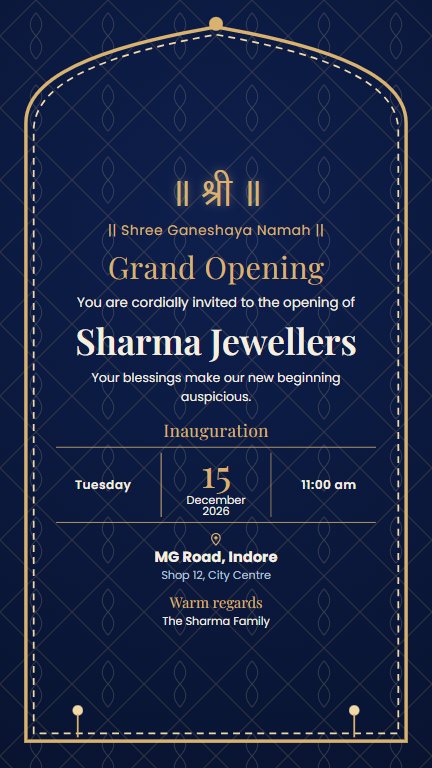 ॥ श्री ॥
|| Shree Ganeshaya Namah ||
Grand Opening
You are cordially invited to the opening of
Sharma Jewellers
Your blessings make our new beginning
auspicious.
Inauguration
Tuesday
15
December
2026
11:00 am
MG Road, Indore
Shop 12, City Centre
Warm regards
The Sharma Family